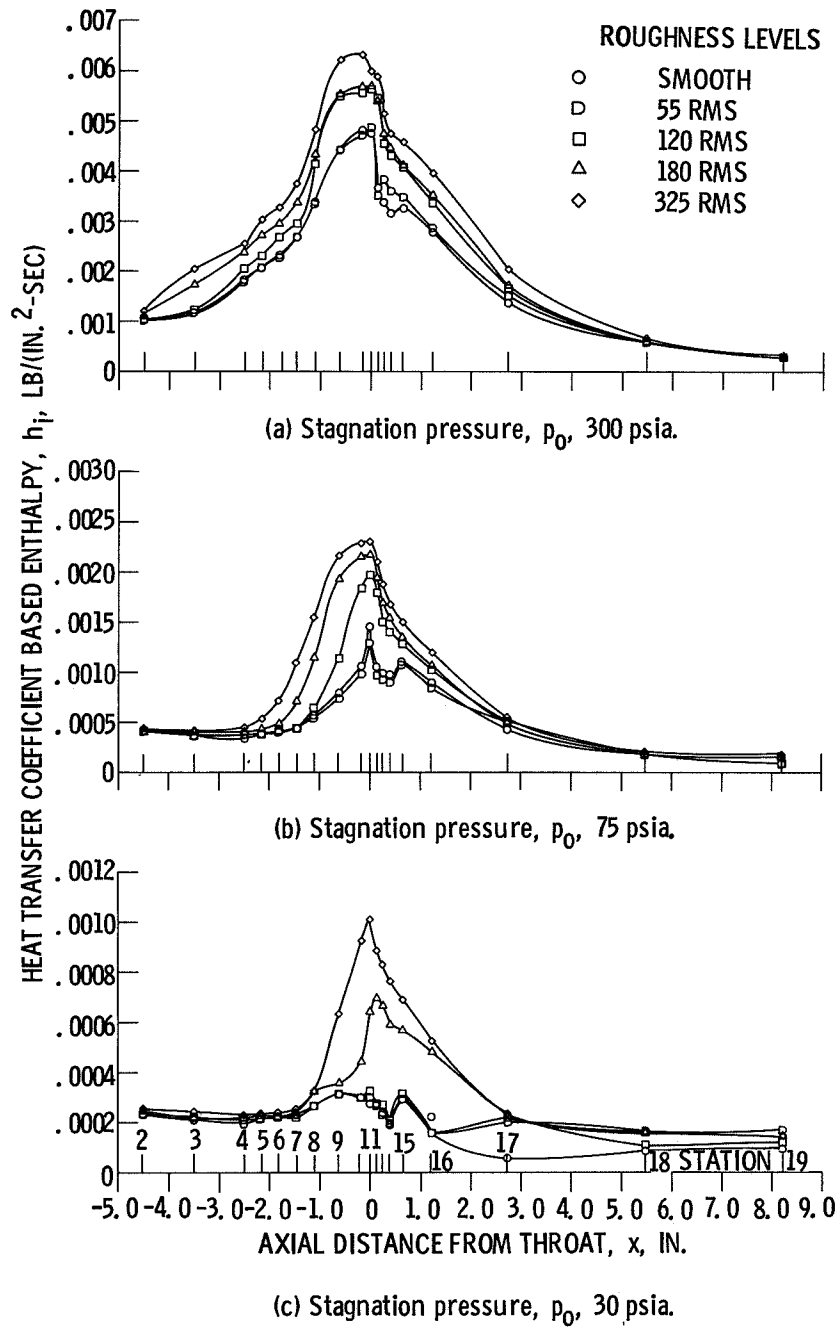 .007
.006
.005
.004
.003
.002
.001
0
ROUGHNESS LEVELS
SMOOTH
55 RMS
120 RMS
180 RMS
325 RMS
(a) Stagnation pressure, p₀, 300 psia.
HEAT TRANSFER COEFFICIENT BASED ENTHALPY, hᵢ, LB/(IN.²-SEC)
.0030
.0025
.0020
.0015
.0010
.0005
0
(b) Stagnation pressure, p₀, 75 psia.
.0012
.0010
.0008
.0006
.0004
.0002
0
2 3 4 5 6 7 8 9 11 15 16 17 18 STATION 19
-5.0 -4.0 -3.0 -2.0 -1.0 0 1.0 2.0 3.0 4.0 5.0 6.0 7.0 8.0 9.0
AXIAL DISTANCE FROM THROAT, x, IN.
(c) Stagnation pressure, p₀, 30 psia.